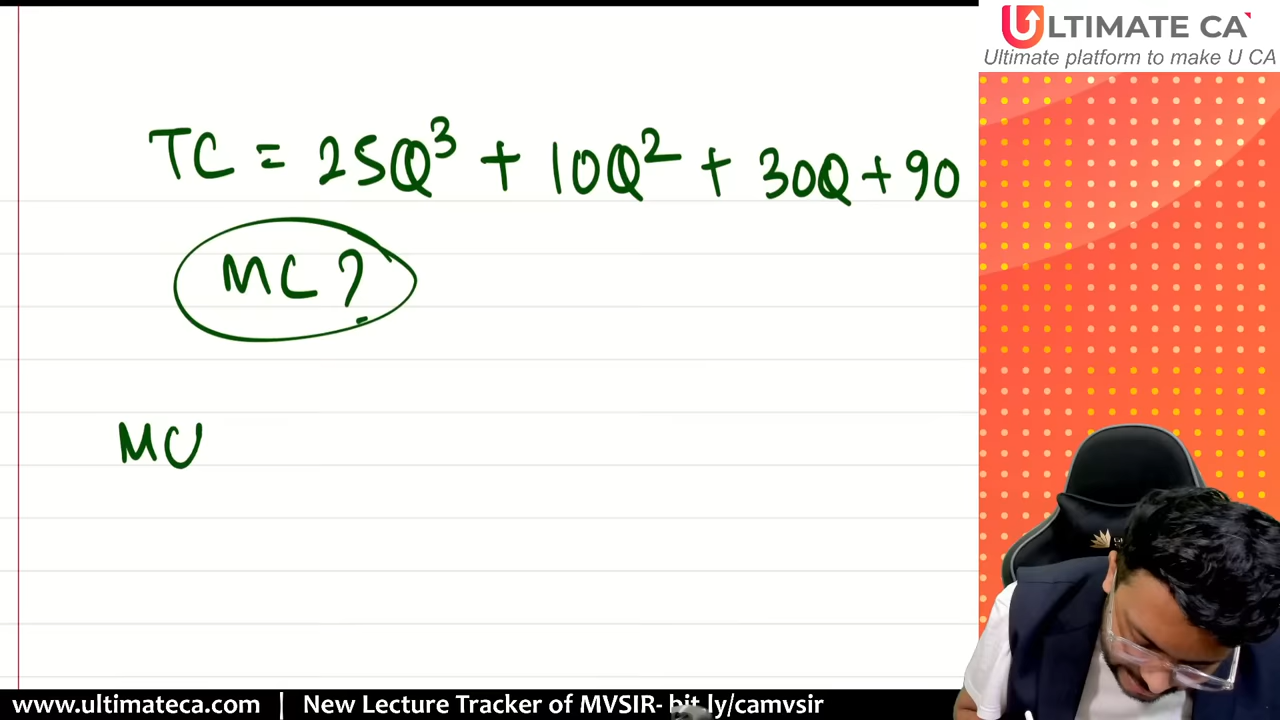 ULTIMATE CA
Ultimate platform to make U CA
TC = 25Q³ + 10Q² + 30Q + 90
MC ?
MC
www.ultimateca.com | New Lecture Tracker of MVSIR- bit.ly/camvsir